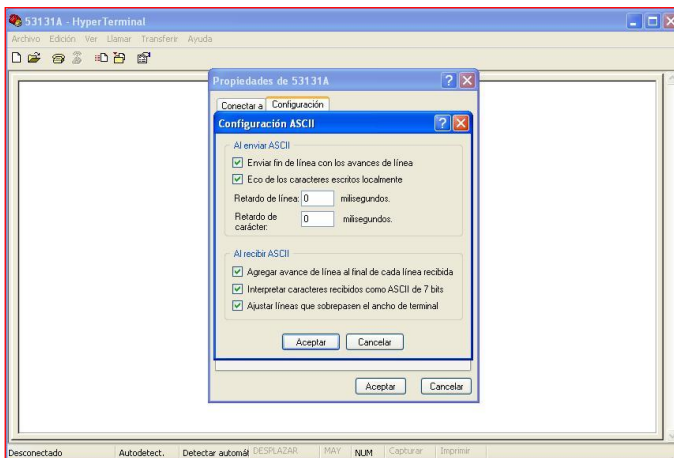 53131A - HyperTerminal
Archivo Edición Ver Llamar Transferir Ayuda
Propiedades de 53131A
Conectar a Configuración
Configuración ASCII
Al enviar ASCII
Enviar fin de línea con los avances de línea
Eco de los caracteres escritos localmente
Retardo de línea: 0 milisegundos.
Retardo de carácter: 0 milisegundos.
Al recibir ASCII
Agregar avance de línea al final de cada línea recibida
Interpretar caracteres recibidos como ASCII de 7 bits
Ajustar líneas que sobrepasen el ancho de terminal
Aceptar Cancelar
Aceptar Cancelar
Desconectado Autodetect. Detectar automát DESPLAZAR MAY NUM Capturar Imprimir